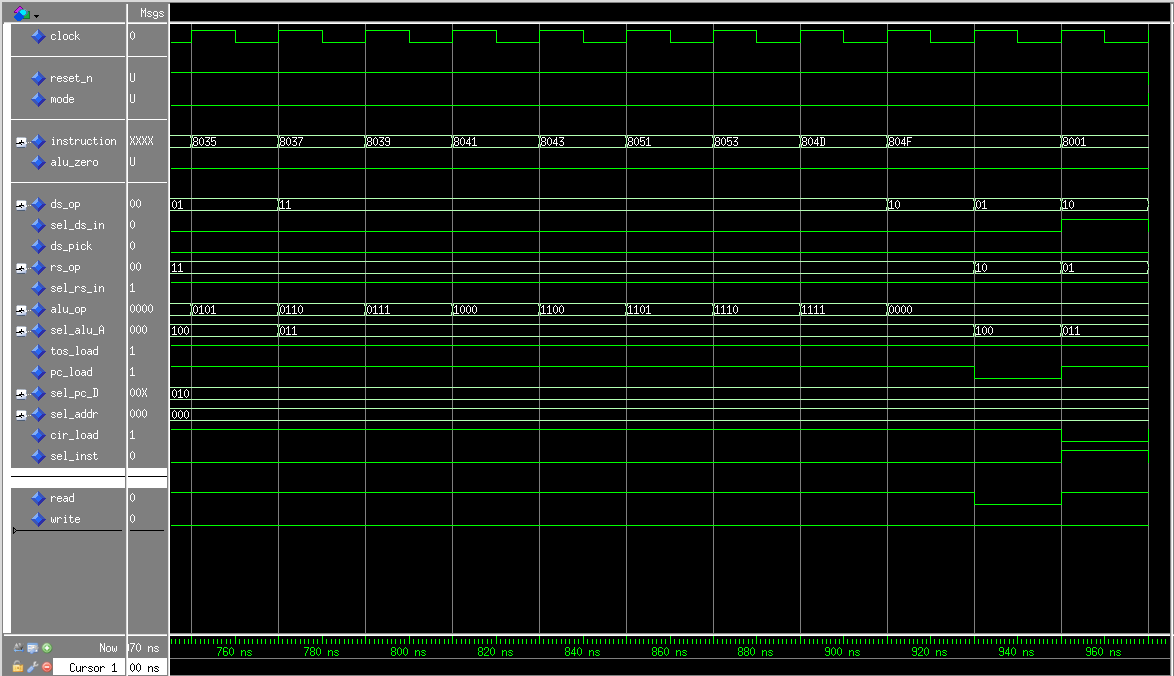 Msgs
clock 0
reset_n U
mode U
instruction XXXX 8035 8037 8039 8041 8043 8051 8053 804D 804F 8001
alu_zero U
ds_op 00 01 11 10 01 10
sel_ds_in 0
ds_pick 0
rs_op 00 11 10 01
sel_rs_in 1
alu_op 0000 0101 0110 0111 1000 1100 1101 1110 1111 0000
sel_alu_A 000 100 011 100 011
tos_load 1
pc_load 1
sel_pc_D 00X 010
sel_addr 000 000
cir_load 1
sel_inst 0
read 0
write 0
Now 70 ns 760 ns 780 ns 800 ns 820 ns 840 ns 860 ns 880 ns 900 ns 920 ns 940 ns 960 ns
Cursor 1 00 ns